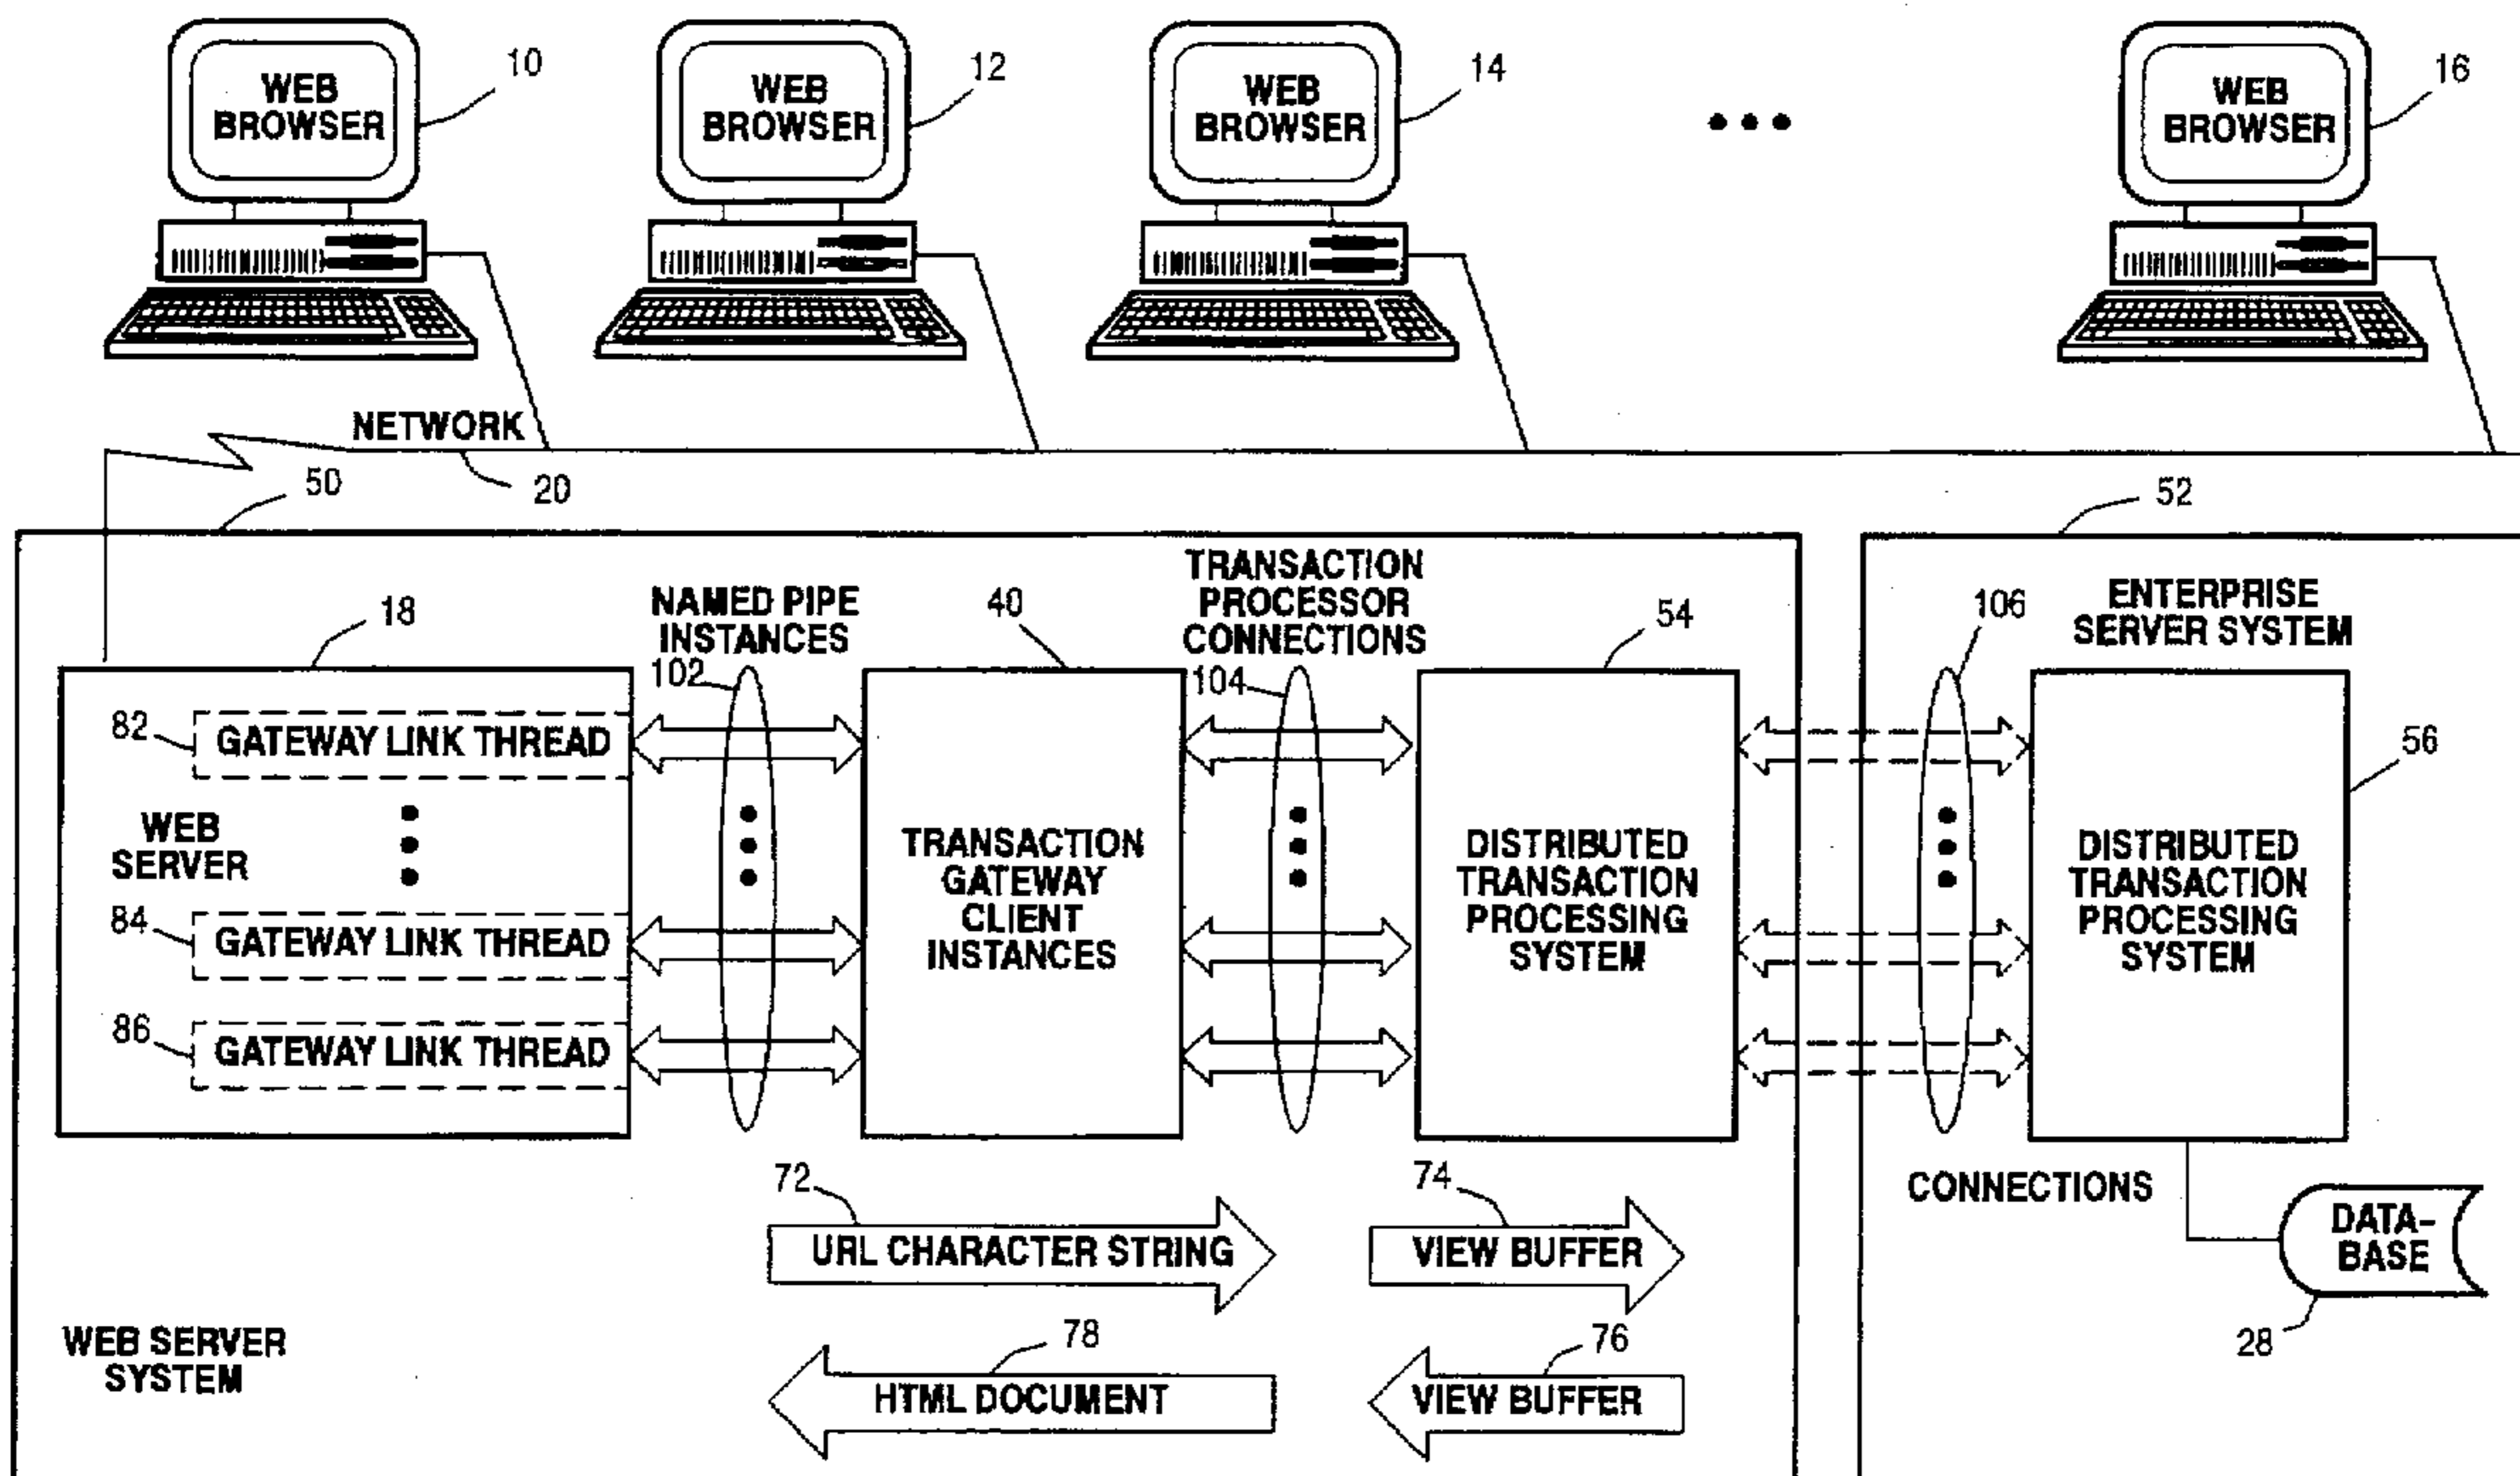 10
12
14
16
WEB
BROWSER
WEB
BROWSER
WEB
BROWSER
WEB
BROWSER
NETWORK
20
50
52
18
NAMED PIPE
INSTANCES
102
40
TRANSACTION
PROCESSOR
CONNECTIONS
104
54
106
ENTERPRISE
SERVER SYSTEM
56
82
GATEWAY LINK THREAD
WEB
SERVER
84
GATEWAY LINK THREAD
86
GATEWAY LINK THREAD
TRANSACTION
GATEWAY
CLIENT
INSTANCES
DISTRIBUTED
TRANSACTION
PROCESSING
SYSTEM
DISTRIBUTED
TRANSACTION
PROCESSING
SYSTEM
72
URL CHARACTER STRING
74
VIEW BUFFER
CONNECTIONS
DATA-
BASE
28
WEB SERVER
SYSTEM
78
HTML DOCUMENT
76
VIEW BUFFER